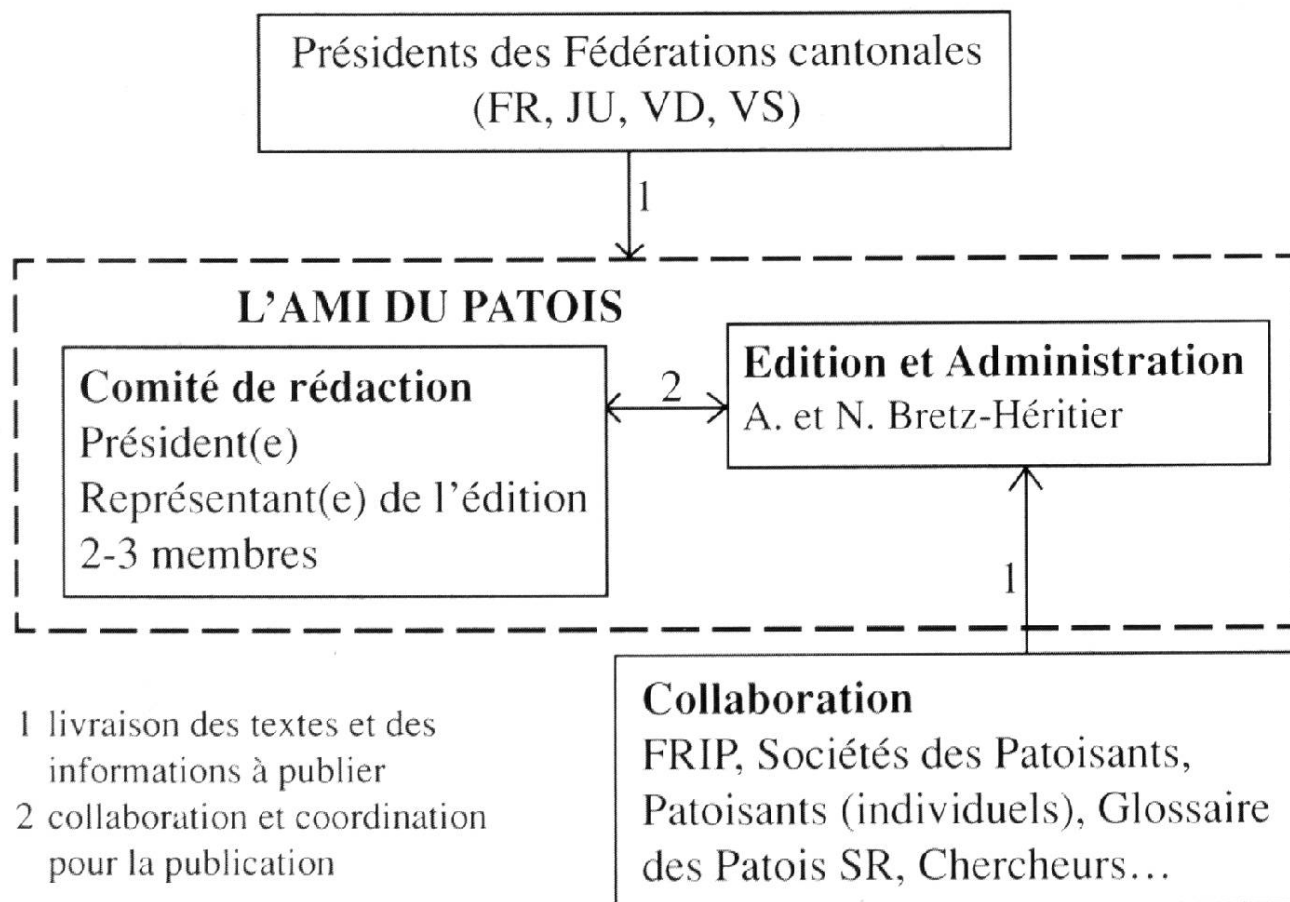 Présidents des Fédérations cantonales
(FR, JU, VD, VS)
1
L'AMI DU PATOIS
Comité de rédaction
Président(e)
Représentant(e) de l'édition
2-3 membres
2
Edition et Administration
A. et N. Bretz-Héritier
1
Collaboration
FRIP, Sociétés des Patoisants,
Patoisants (individuels), Glossaire
des Patois SR, Chercheurs…
1 livraison des textes et des
informations à publier
2 collaboration et coordination
pour la publication